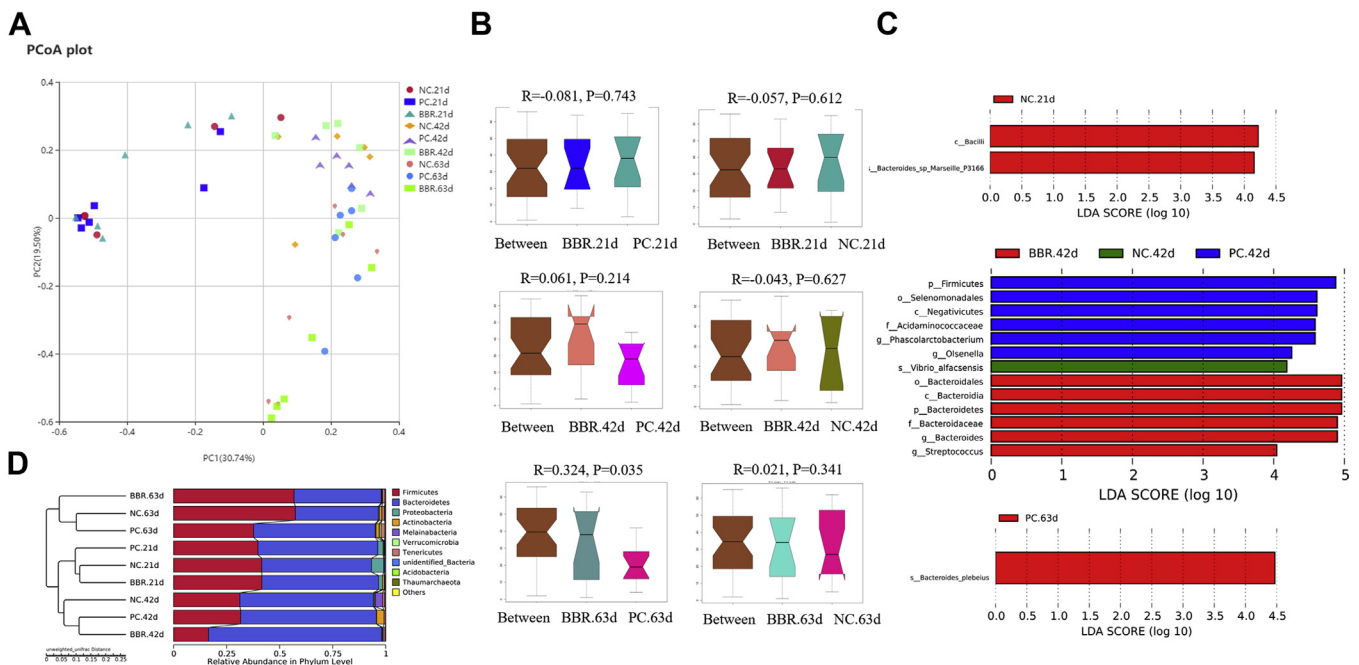 A
PCoA plot
0.4
0.2
0
-0.2
-0.4
-0.6
-0.6
-0.4
-0.2
0
0.2
0.4
PC2(19.50%)
PC1(30.74%)
NC.21d
PC.21d
BBR.21d
NC.42d
PC.42d
BBR.42d
NC.63d
PC.63d
BBR.63d
B
R=-0.081, P=0.743
Between BBR.21d PC.21d
R=-0.057, P=0.612
Between BBR.21d NC.21d
R=0.061, P=0.214
Between BBR.42d PC.42d
R=-0.043, P=0.627
Between BBR.42d NC.42d
R=0.324, P=0.035
Between BBR.63d PC.63d
R=0.021, P=0.341
Between BBR.63d NC.63d
C
NC.21d
c__Bacilli
s__Bacteroides_sp_Marseille_P3166
0.0 0.5 1.0 1.5 2.0 2.5 3.0 3.5 4.0 4.5
LDA SCORE (log 10)
BBR.42d NC.42d PC.42d
p__Firmicutes
o__Selenomonadales
c__Negativicutes
f__Acidaminococcaceae
g__Phascolarctobacterium
g__Olsenella
s__Vibrio_alfacsensis
o__Bacteroidales
c__Bacteroidia
p__Bacteroidetes
f__Bacteroidaceae
g__Bacteroides
g__Streptococcus
0 1 2 3 4 5
LDA SCORE (log 10)
PC.63d
s__Bacteroides_plebeius
0.0 0.5 1.0 1.5 2.0 2.5 3.0 3.5 4.0 4.5
LDA SCORE (log 10)
D
BBR.63d
NC.63d
PC.63d
PC.21d
NC.21d
BBR.21d
NC.42d
PC.42d
BBR.42d
unweighted_unifrac Distance
0 0.05 0.1 0.15 0.2 0.25
0 0.25 0.5 0.75 1
Relative Abundance in Phylum Level
Firmicutes
Bacteroidetes
Proteobacteria
Actinobacteria
Melainabacteria
Verrucomicrobia
Tenericutes
unidentified_Bacteria
Acidobacteria
Thaumarchaeota
Others